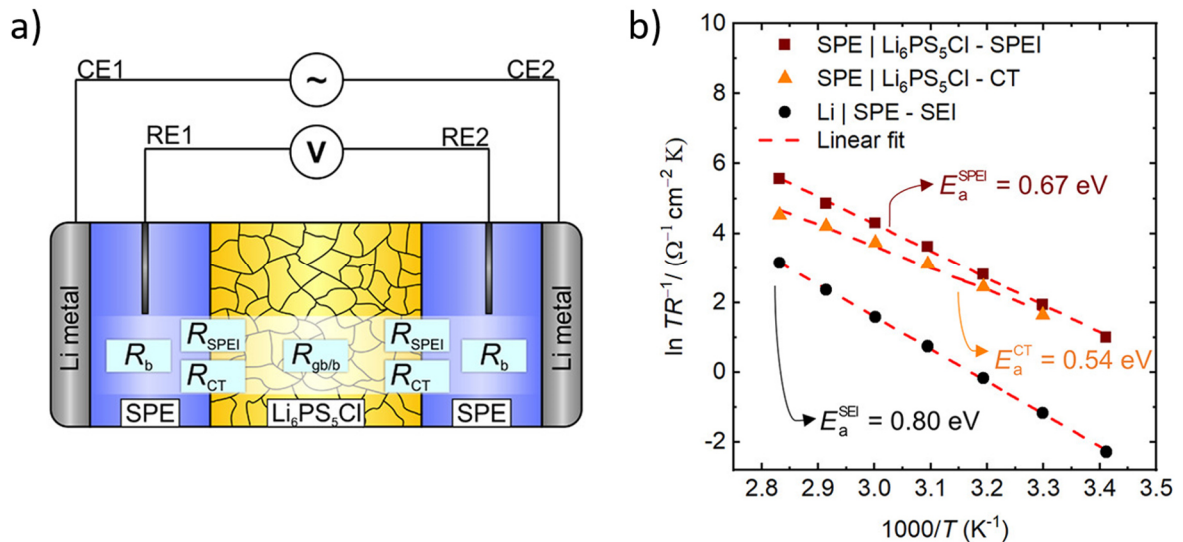 a)
CE1
~
CE2
RE1
V
RE2
Li metal
R_b
R_SPEI
R_CT
R_gb/b
R_SPEI
R_CT
R_b
Li metal
SPE
Li₆PS₅Cl
SPE
b)
SPE | Li₆PS₅Cl - SPEI
SPE | Li₆PS₅Cl - CT
Li | SPE - SEI
Linear fit
E_a^SPEI = 0.67 eV
E_a^CT = 0.54 eV
E_a^SEI = 0.80 eV
ln TR⁻¹/ (Ω⁻¹ cm⁻² K)
10
8
6
4
2
0
-2
2.8 2.9 3.0 3.1 3.2 3.3 3.4 3.5
1000/T (K⁻¹)